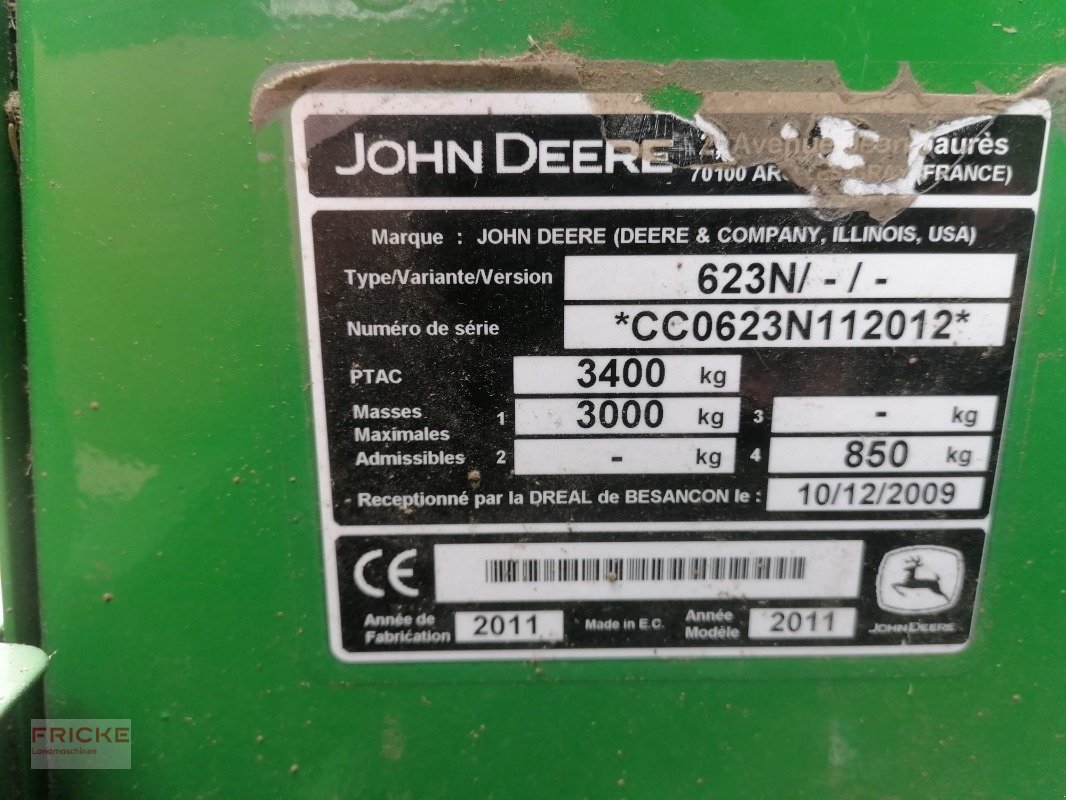 JOHN DEERE Avenue Jean Jaurès
70100 (FRANCE)
Marque : JOHN DEERE (DEERE & COMPANY, ILLINOIS, USA)
Type/Variante/Version 623N/ - / -
Numéro de série *CC0623N112012*
PTAC 3400 kg
Masses Maximales Admissibles
1 3000 kg 3 - kg
2 - kg 4 850 kg
Receptionné par la DREAL de BESANCON le : 10/12/2009
CE
Année de Fabrication 2011 Made in E.C. Année Modèle 2011
JOHN DEERE
FRICKE
Landmaschinen